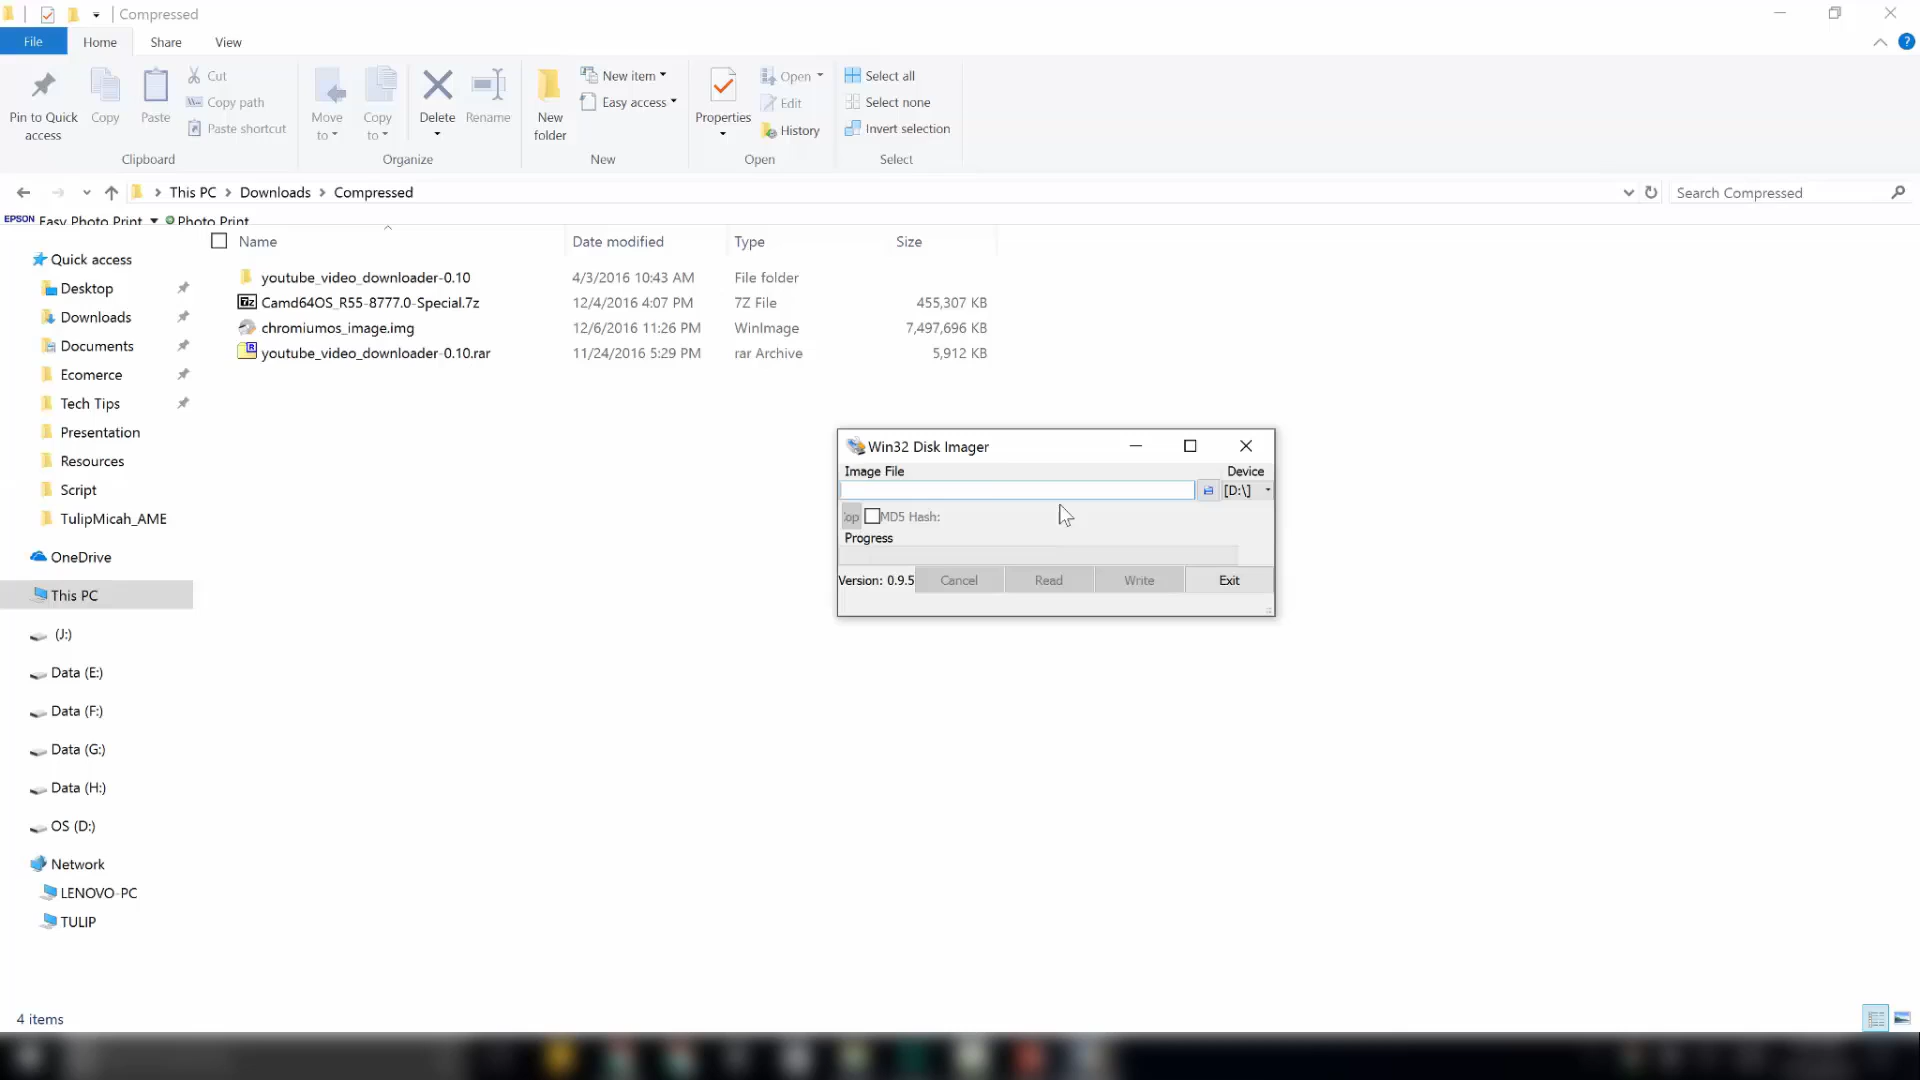 Compressed
File Home Share View
Pin to Quick access
Copy
Paste
Cut
Copy path
Paste shortcut
Clipboard
Move to
Copy to
Delete
Rename
Organize
New folder
New item
Easy access
New
Properties
Open
Edit
History
Open
Select all
Select none
Invert selection
Select
This PC > Downloads > Compressed
Search Compressed
EPSON Easy Photo Print Photo Print
Name Date modified Type Size
youtube_video_downloader-0.10 4/3/2016 10:43 AM File folder
Camd64OS_R55-8777.0-Special.7z 12/4/2016 4:07 PM 7Z File 455,307 KB
chromiumos_image.img 12/6/2016 11:26 PM WinImage 7,497,696 KB
youtube_video_downloader-0.10.rar 11/24/2016 5:29 PM rar Archive 5,912 KB
Quick access
Desktop
Downloads
Documents
Ecomerce
Tech Tips
Presentation
Resources
Script
TulipMicah_AME
OneDrive
This PC
(J:)
Data (E:)
Data (F:)
Data (G:)
Data (H:)
OS (D:)
Network
LENOVO-PC
TULIP
Win32 Disk Imager
Image File Device
[D:\]
MD5 Hash:
Progress
Version: 0.9.5 Cancel Read Write Exit
4 items